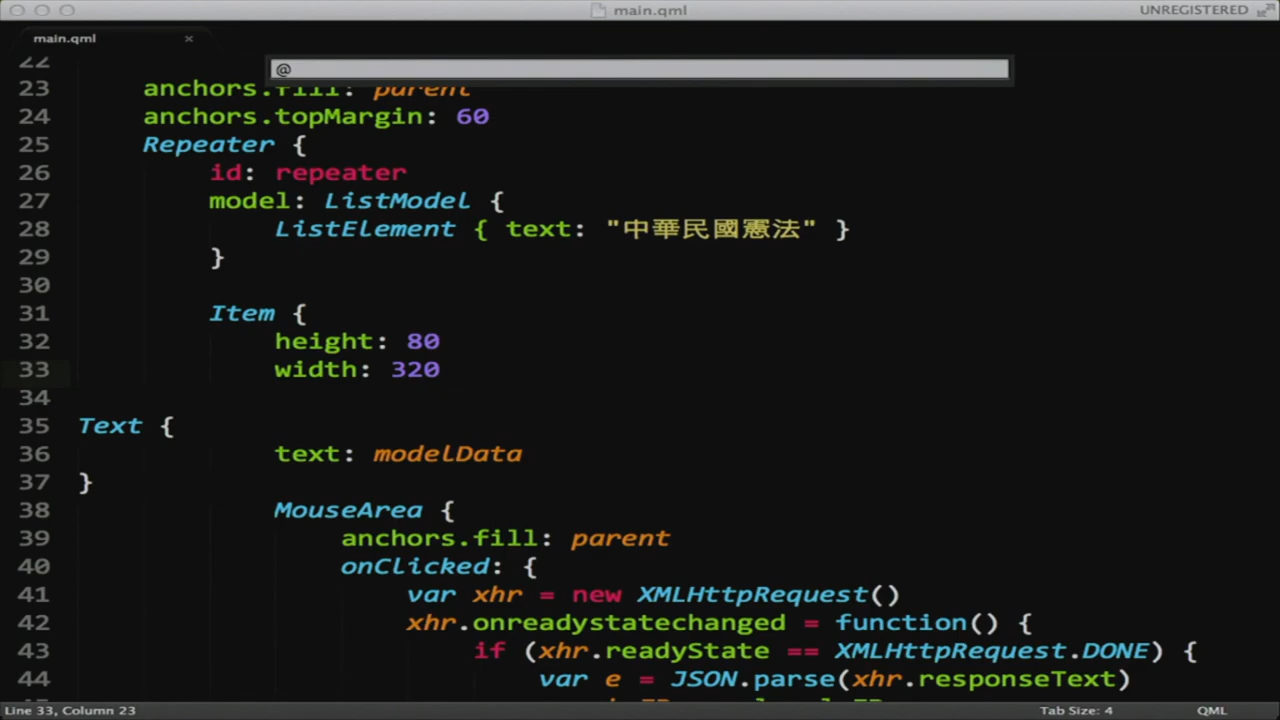 main.qml
UNREGISTERED
main.qml ×
@
22
23 anchors.fill: parent
24 anchors.topMargin: 60
25 Repeater {
26 id: repeater
27 model: ListModel {
28 ListElement { text: "中華民國憲法" }
29 }
30
31 Item {
32 height: 80
33 width: 320
34
35 Text {
36 text: modelData
37 }
38 MouseArea {
39 anchors.fill: parent
40 onClicked: {
41 var xhr = new XMLHttpRequest()
42 xhr.onreadystatechanged = function() {
43 if (xhr.readyState == XMLHttpRequest.DONE) {
44 var e = JSON.parse(xhr.responseText)
Line 33, Column 23
Tab Size: 4
QML